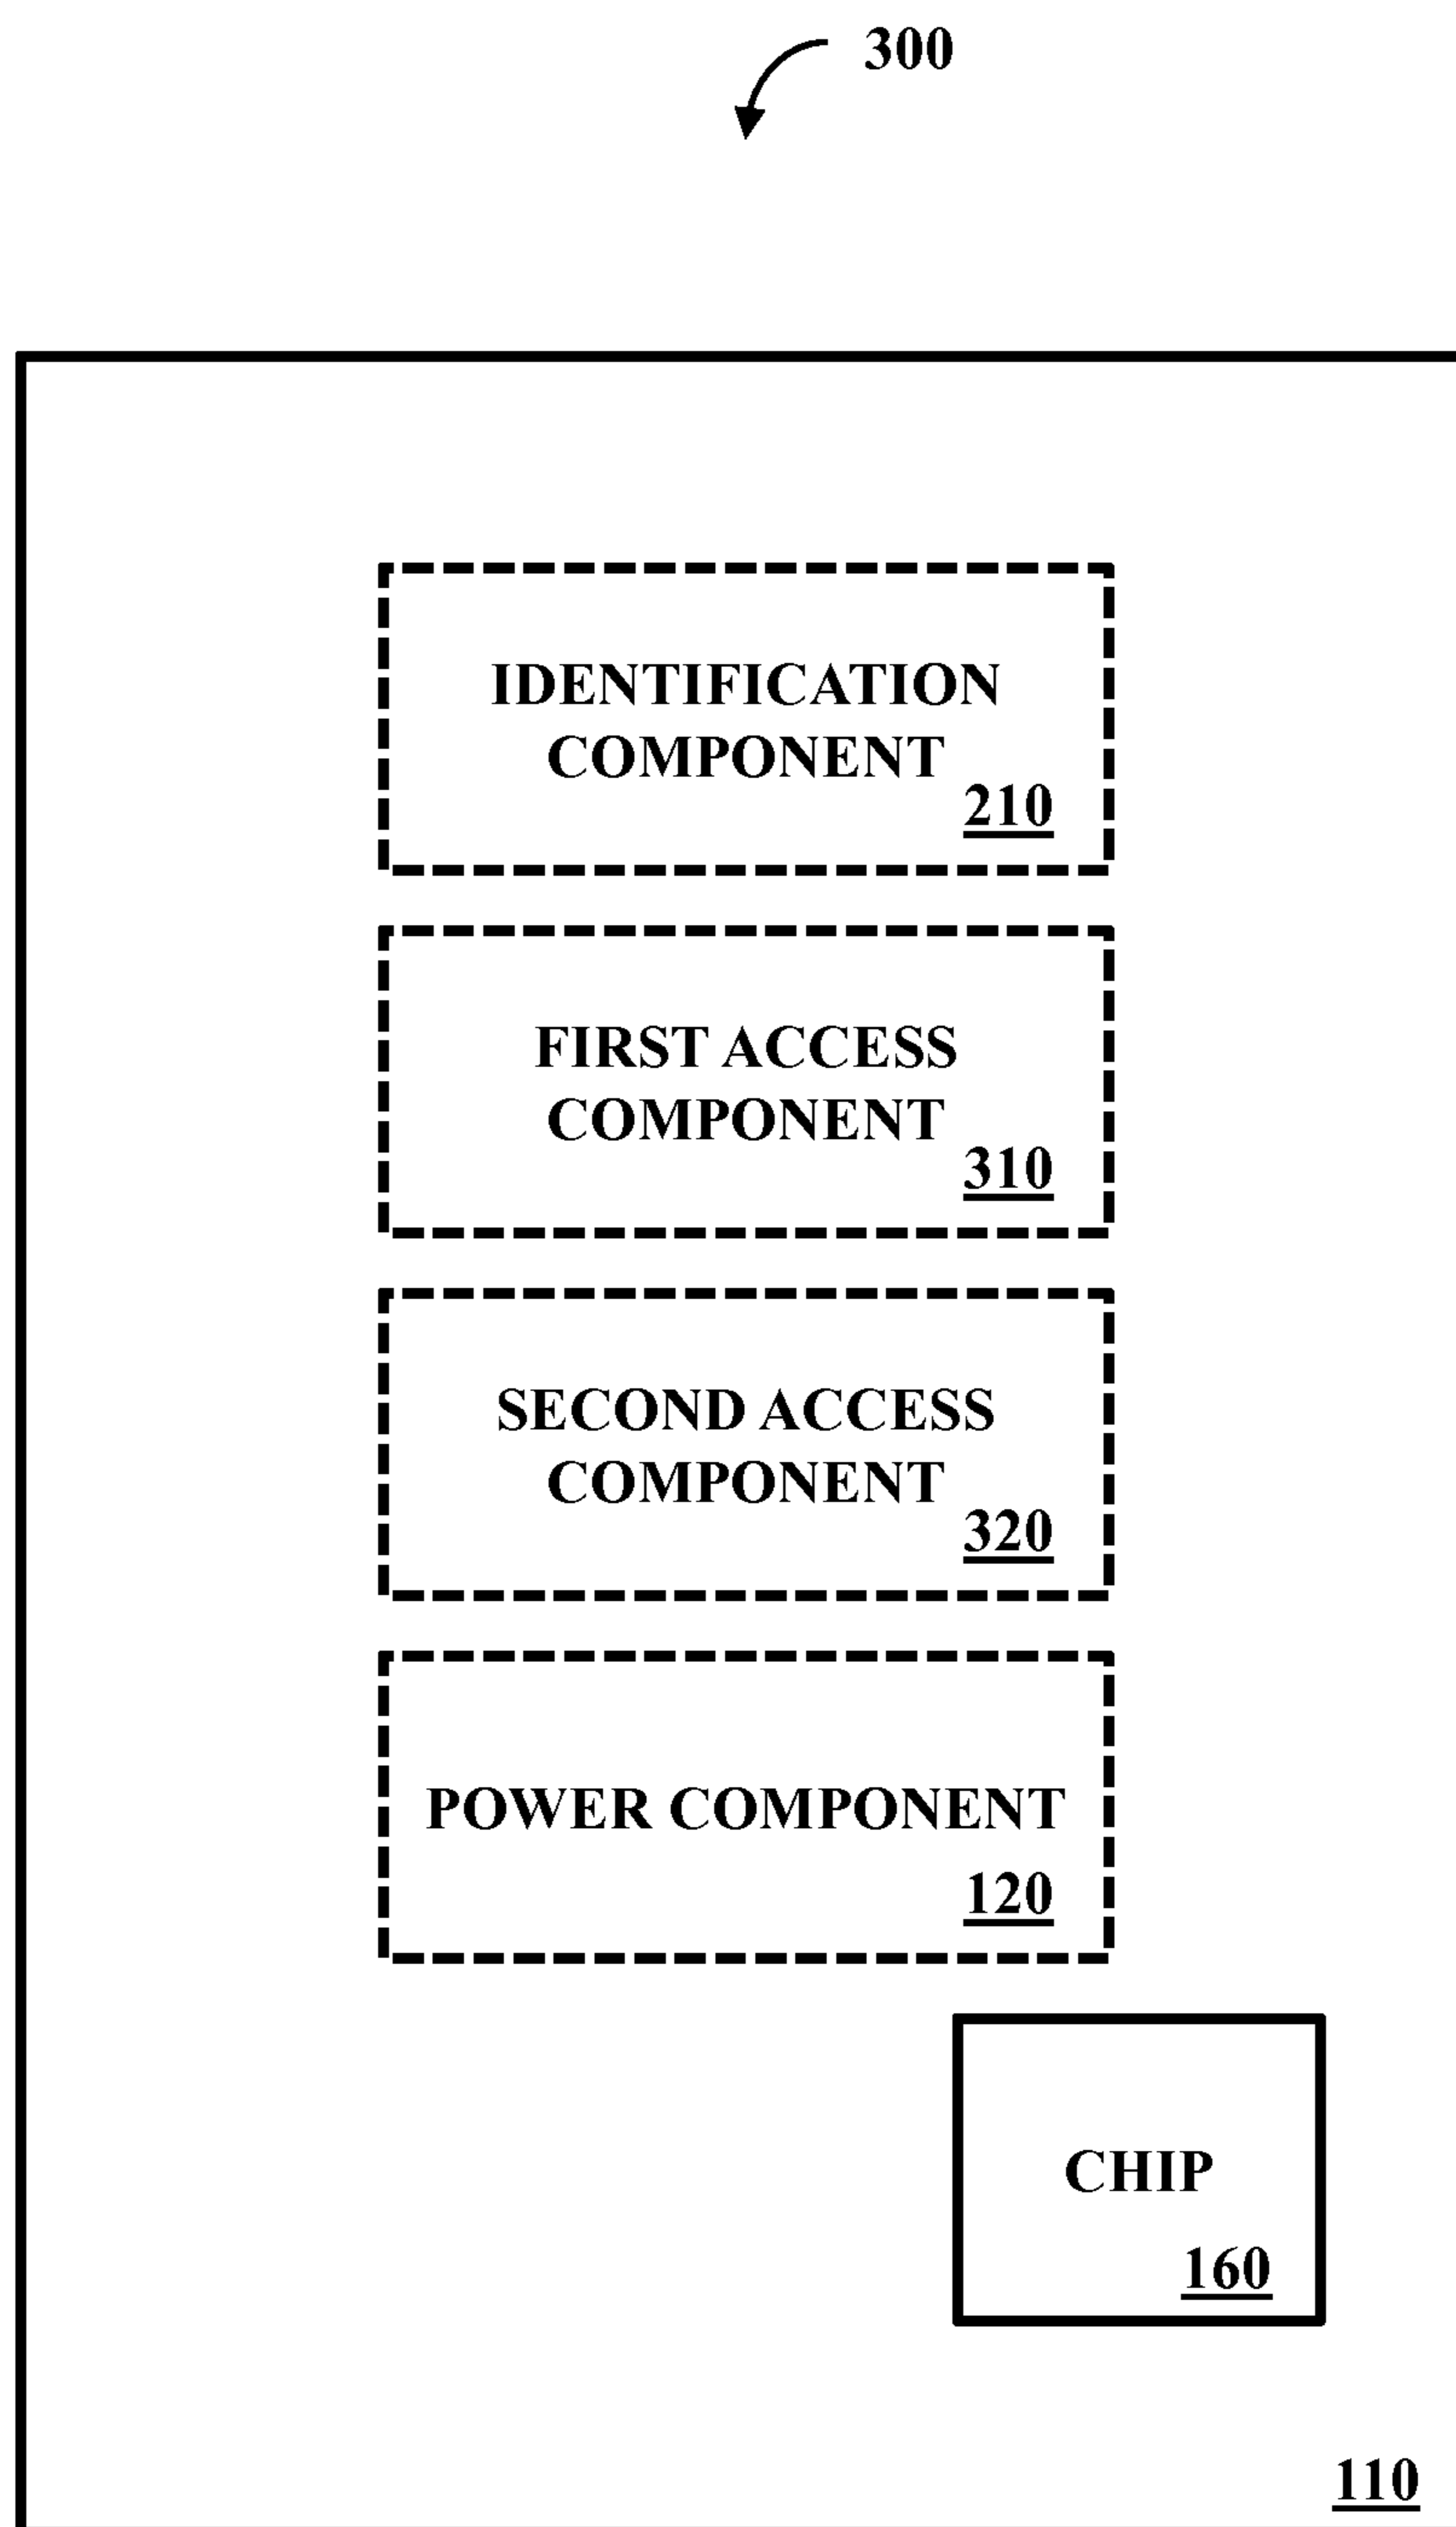 300
IDENTIFICATION
COMPONENT
210
FIRST ACCESS
COMPONENT
310
SECOND ACCESS
COMPONENT
320
POWER COMPONENT
120
CHIP
160
110